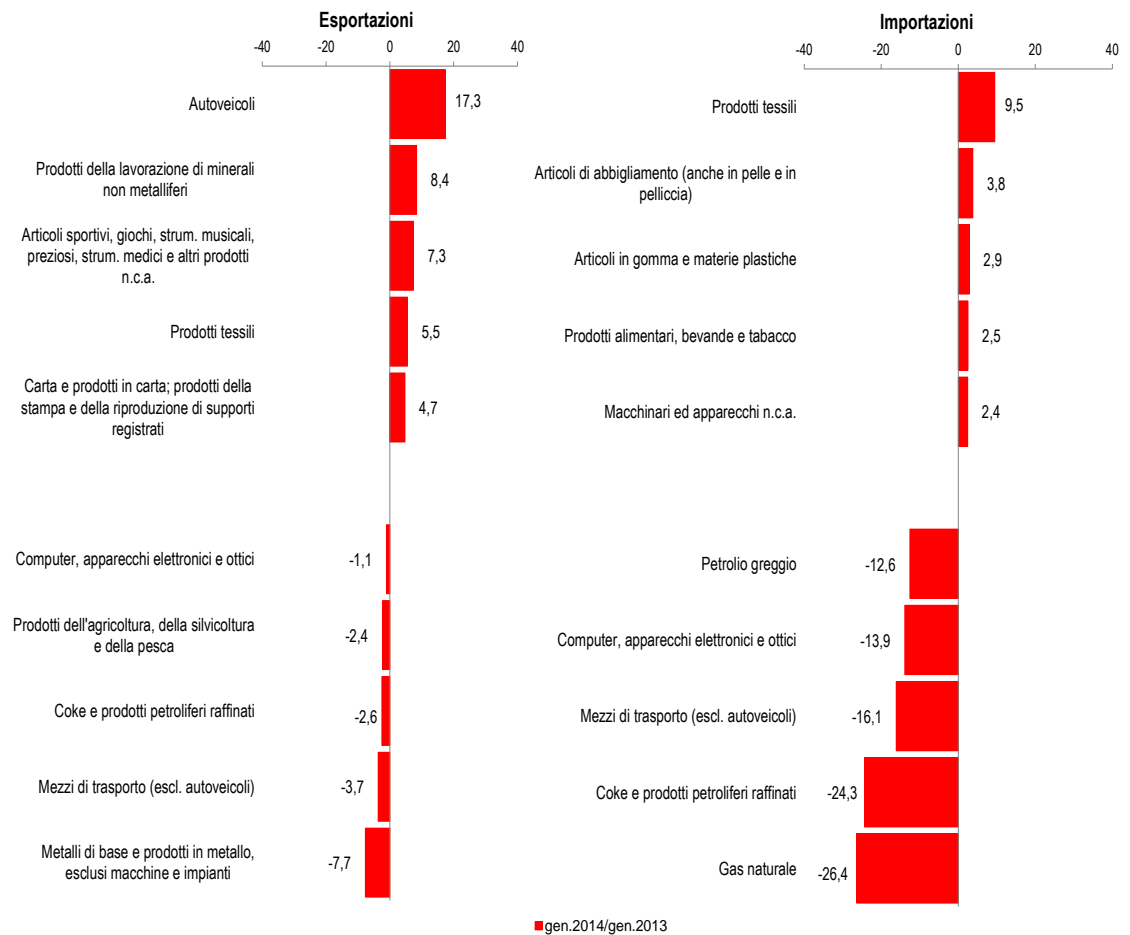 Esportazioni
-40
-20
0
20
40
Autoveicoli
17,3
Prodotti della lavorazione di minerali
non metalliferi
8,4
Articoli sportivi, giochi, strum. musicali,
preziosi, strum. medici e altri prodotti
n.c.a.
7,3
Prodotti tessili
5,5
Carta e prodotti in carta; prodotti della
stampa e della riproduzione di supporti
registrati
4,7
Computer, apparecchi elettronici e ottici
-1,1
Prodotti dell'agricoltura, della silvicoltura
e della pesca
-2,4
Coke e prodotti petroliferi raffinati
-2,6
Mezzi di trasporto (escl. autoveicoli)
-3,7
Metalli di base e prodotti in metallo,
esclusi macchine e impianti
-7,7
Importazioni
-40
-20
0
20
40
Prodotti tessili
9,5
Articoli di abbigliamento (anche in pelle e in
pelliccia)
3,8
Articoli in gomma e materie plastiche
2,9
Prodotti alimentari, bevande e tabacco
2,5
Macchinari ed apparecchi n.c.a.
2,4
Petrolio greggio
-12,6
Computer, apparecchi elettronici e ottici
-13,9
Mezzi di trasporto (escl. autoveicoli)
-16,1
Coke e prodotti petroliferi raffinati
-24,3
Gas naturale
-26,4
gen.2014/gen.2013